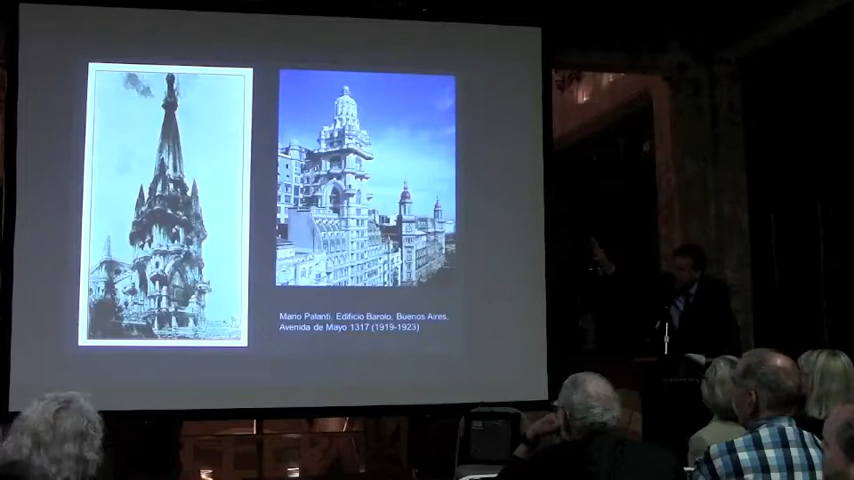 Mario Palanti, Edificio Barolo, Buenos Aires,
Avenida de Mayo 1317 (1919-1923)